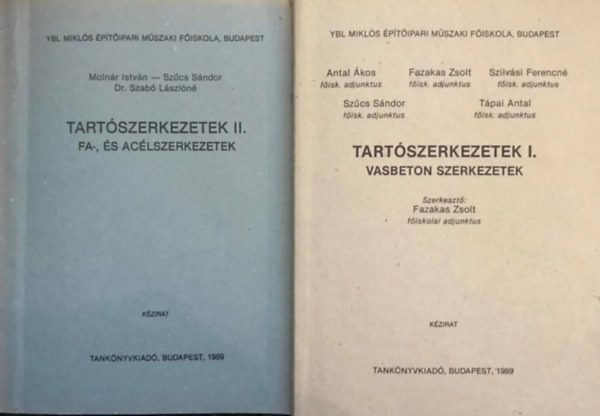 YBL MIKLÓS ÉPÍTŐIPARI MŰSZAKI FŐISKOLA, BUDAPEST
Molnár István — Szűcs Sándor
Dr. Szabó Lászlóné
TARTÓSZERKEZETEK II.
FA-, ÉS ACÉLSZERKEZETEK
KÉZIRAT
TANKÖNYVKIADÓ, BUDAPEST, 1989
YBL MIKLÓS ÉPÍTŐIPARI MŰSZAKI FŐISKOLA, BUDAPEST
Antal Ákos Fazakas Zsolt Szilvási Ferencné
főisk. adjunktus főisk. adjunktus főisk. adjunktus
Szűcs Sándor Tápai Antal
főisk. adjunktus főisk. adjunktus
TARTÓSZERKEZETEK I.
VASBETON SZERKEZETEK
Szerkesztő:
Fazakas Zsolt
főiskolai adjunktus
KÉZIRAT
TANKÖNYVKIADÓ, BUDAPEST, 1989